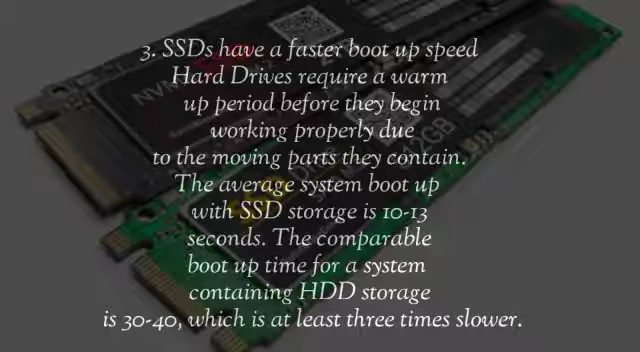 3. SSDs have a faster boot up speed
Hard Drives require a warm
up period before they begin
working properly due
to the moving parts they contain.
The average system boot up
with SSD storage is 10-13
seconds. The comparable
boot up time for a system
containing HDD storage
is 30-40, which is at least three times slower.
NVM